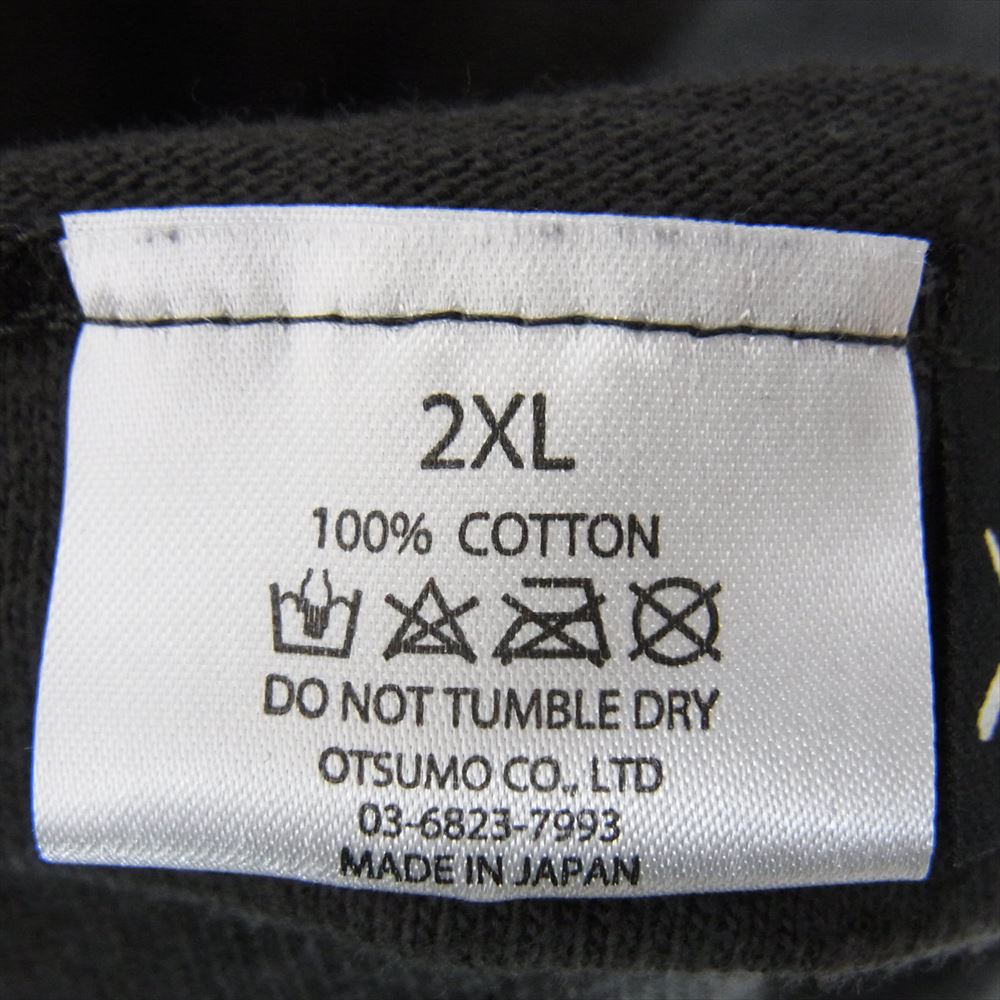 2XL
100% COTTON
DO NOT TUMBLE DRY
OTSUMO CO., LTD
03-6823-7993
MADE IN JAPAN